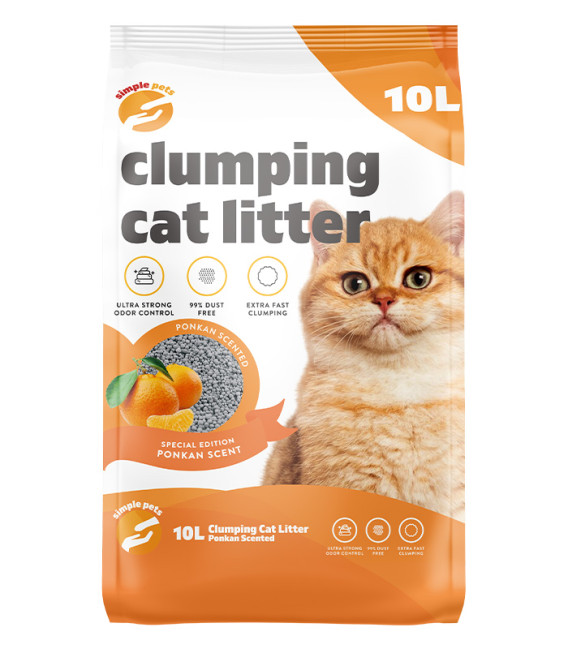 simple pets
10L
clumping
cat litter
ULTRA STRONG
ODOR CONTROL
99% DUST
FREE
EXTRA FAST
CLUMPING
PONKAN SCENTED
SPECIAL EDITION
PONKAN SCENT
simple pets
10L Clumping Cat Litter
Ponkan Scented
ULTRA STRONG
ODOR CONTROL
99% DUST
FREE
EXTRA FAST
CLUMPING